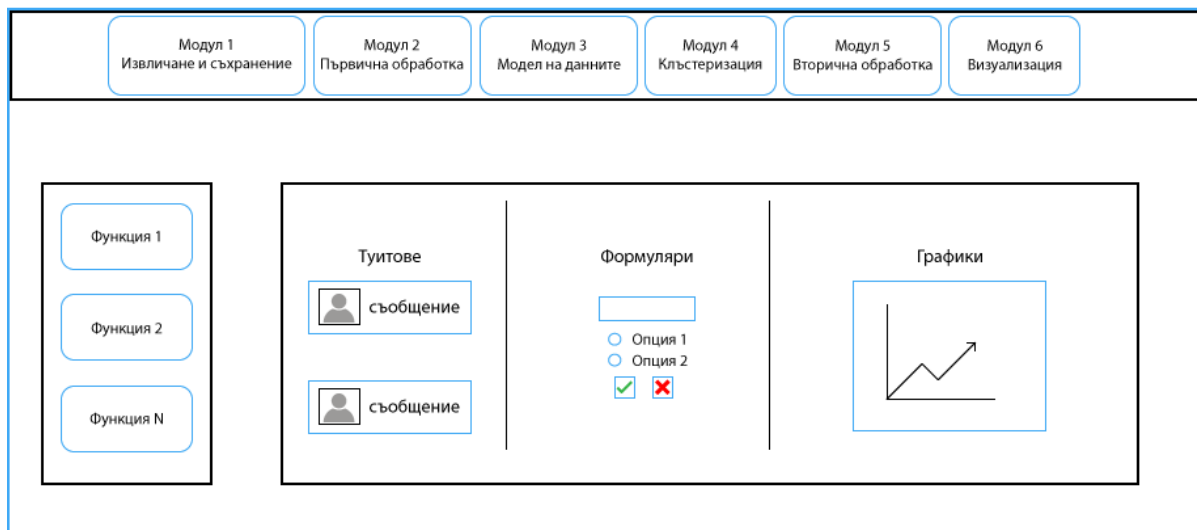 Модул 1
Извличане и съхранение
Модул 2
Първична обработка
Модул 3
Модел на данните
Модул 4
Клъстеризация
Модул 5
Вторична обработка
Модул 6
Визуализация
Функция 1
Функция 2
Функция N
Туитове
съобщение
съобщение
Формуляри
Опция 1
Опция 2
Графики